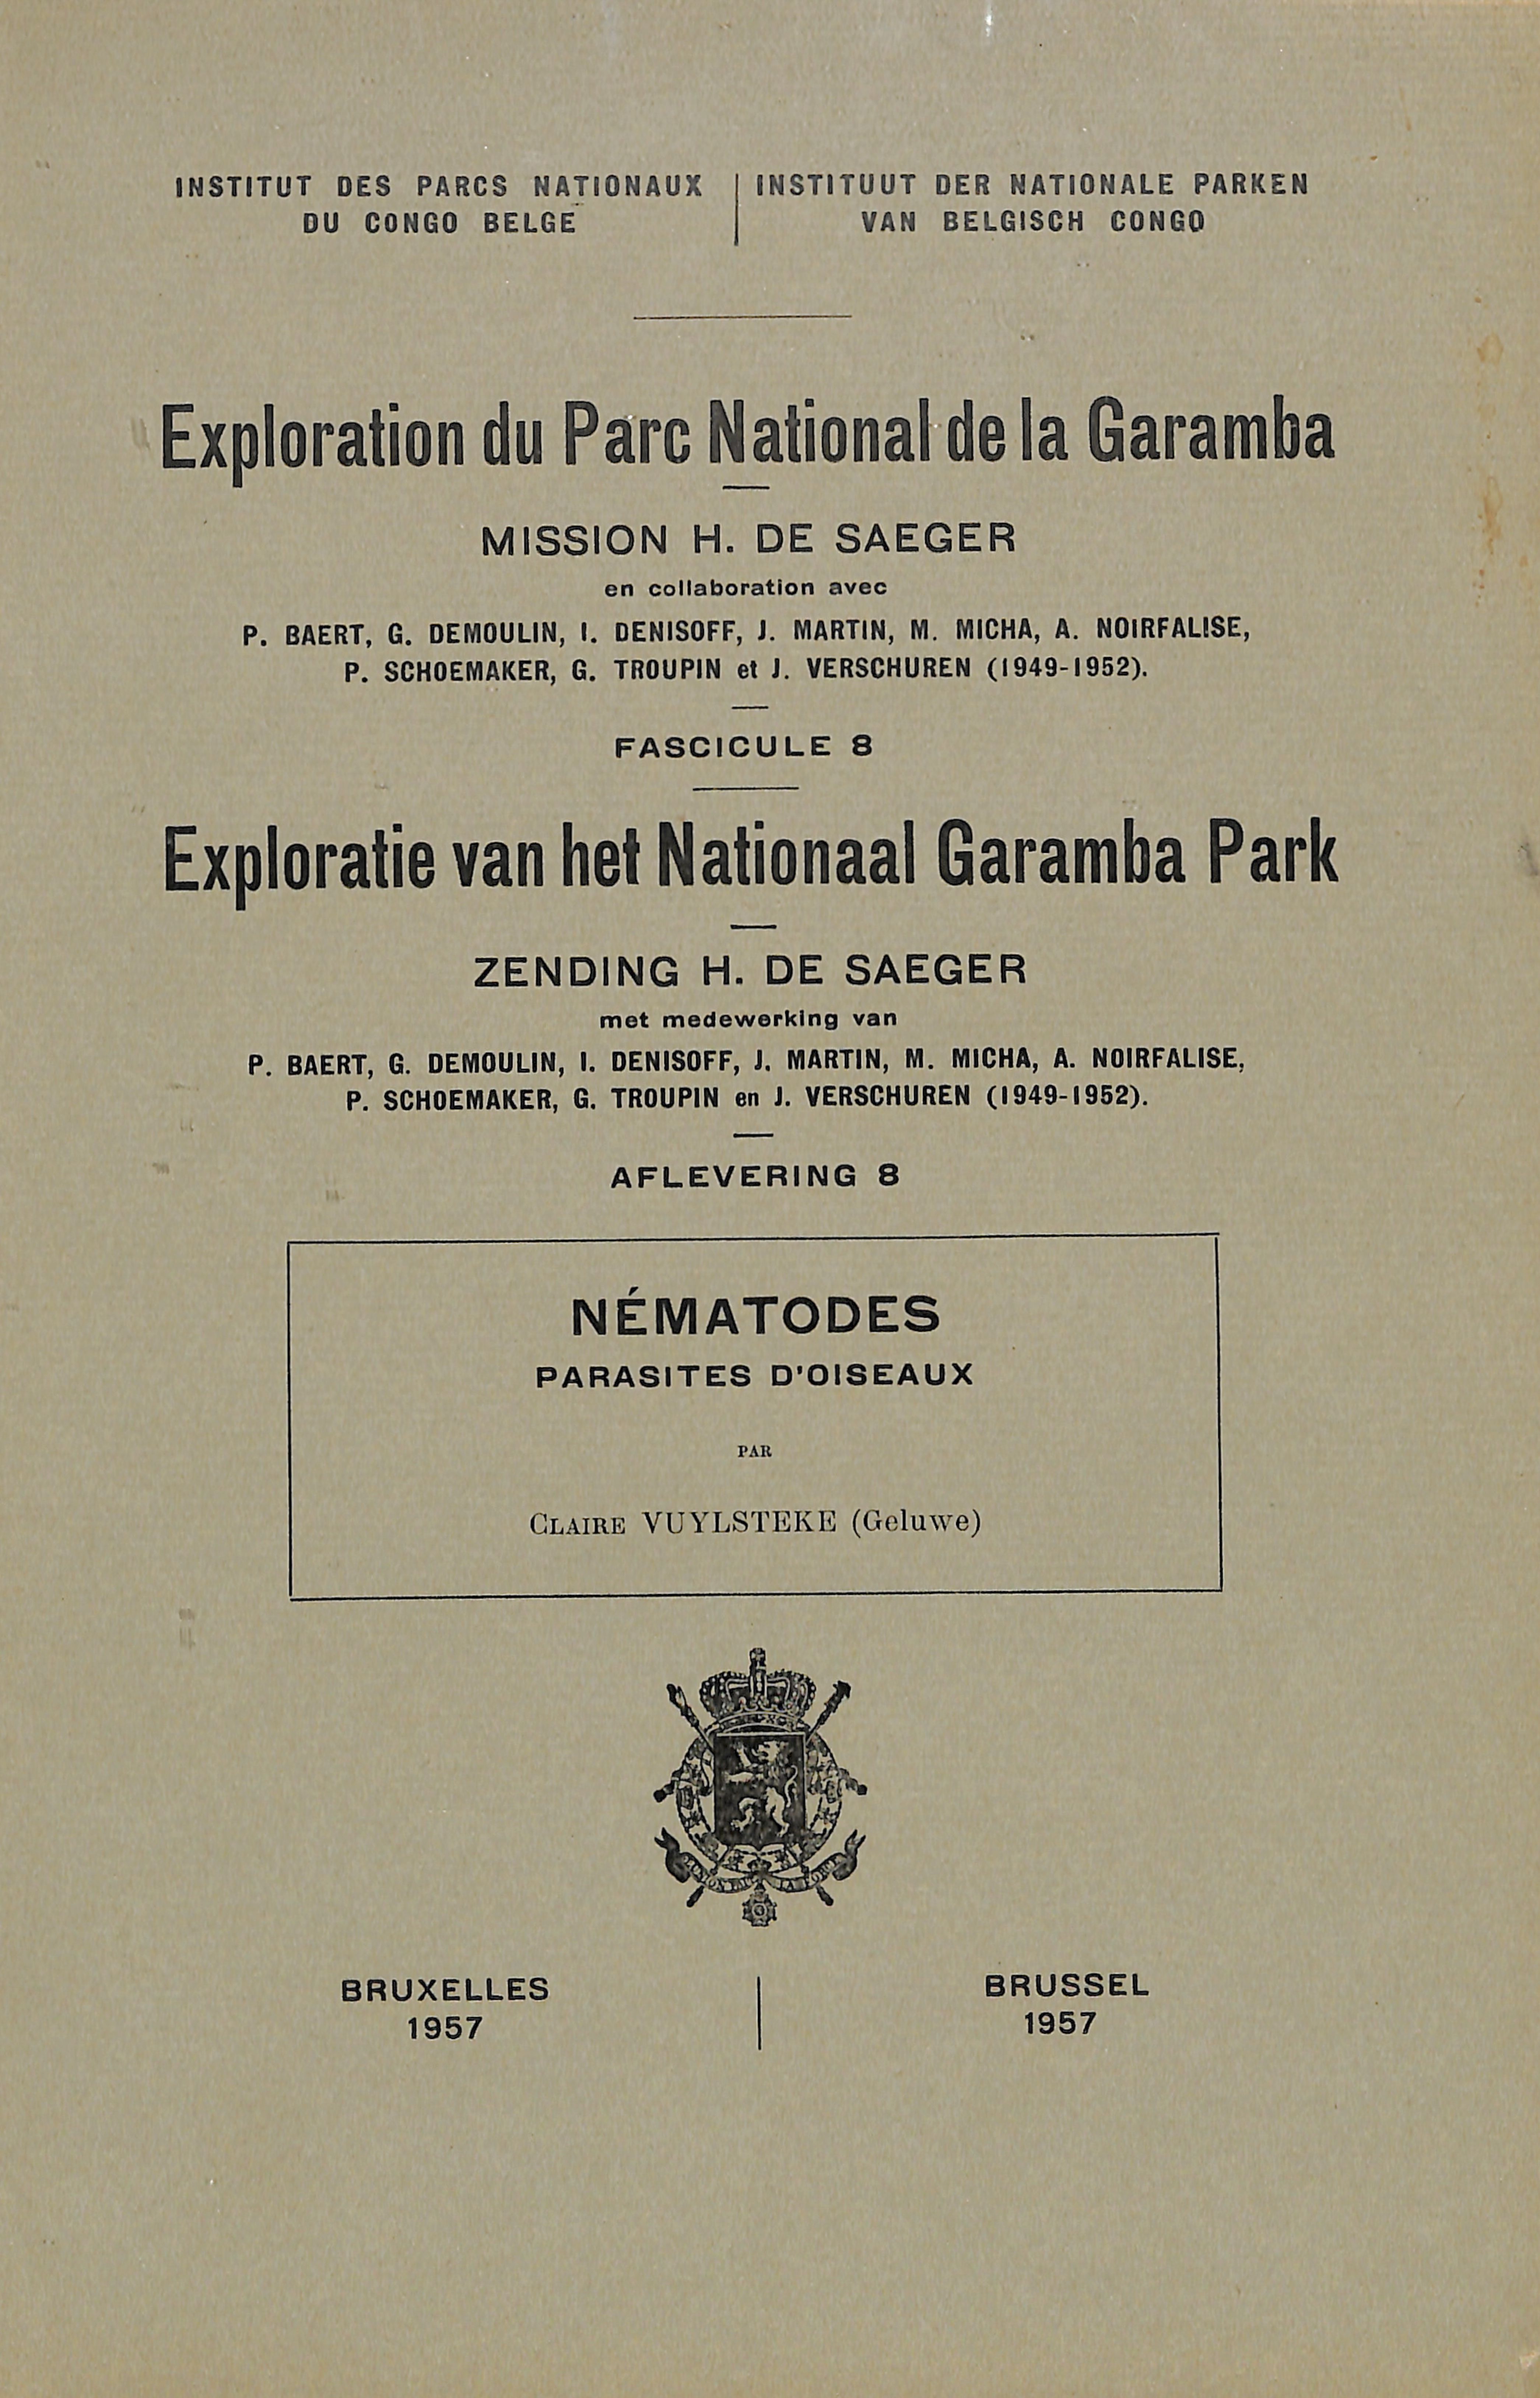 INSTITUT DES PARCS NATIONAUX
DU CONGO BELGE
INSTITUUT DER NATIONALE PARKEN
VAN BELGISCH CONGO
Exploration du Parc National de la Garamba
MISSION H. DE SAEGER
en collaboration avec
P. BAERT, G. DEMOULIN, I. DENISOFF, J. MARTIN, M. MICHA, A. NOIRFALISE,
P. SCHOEMAKER, G. TROUPIN et J. VERSCHUREN (1949-1952).
FASCICULE 8
Exploratie van het Nationaal Garamba Park
ZENDING H. DE SAEGER
met medewerking van
P. BAERT, G. DEMOULIN, I. DENISOFF, J. MARTIN, M. MICHA, A. NOIRFALISE,
P. SCHOEMAKER, G. TROUPIN en J. VERSCHUREN (1949-1952).
AFLEVERING 8
NÉMATODES
PARASITES D'OISEAUX
PAR
CLAIRE VUYLSTEKE (Geluwe)
BRUXELLES
1957
BRUSSEL
1957